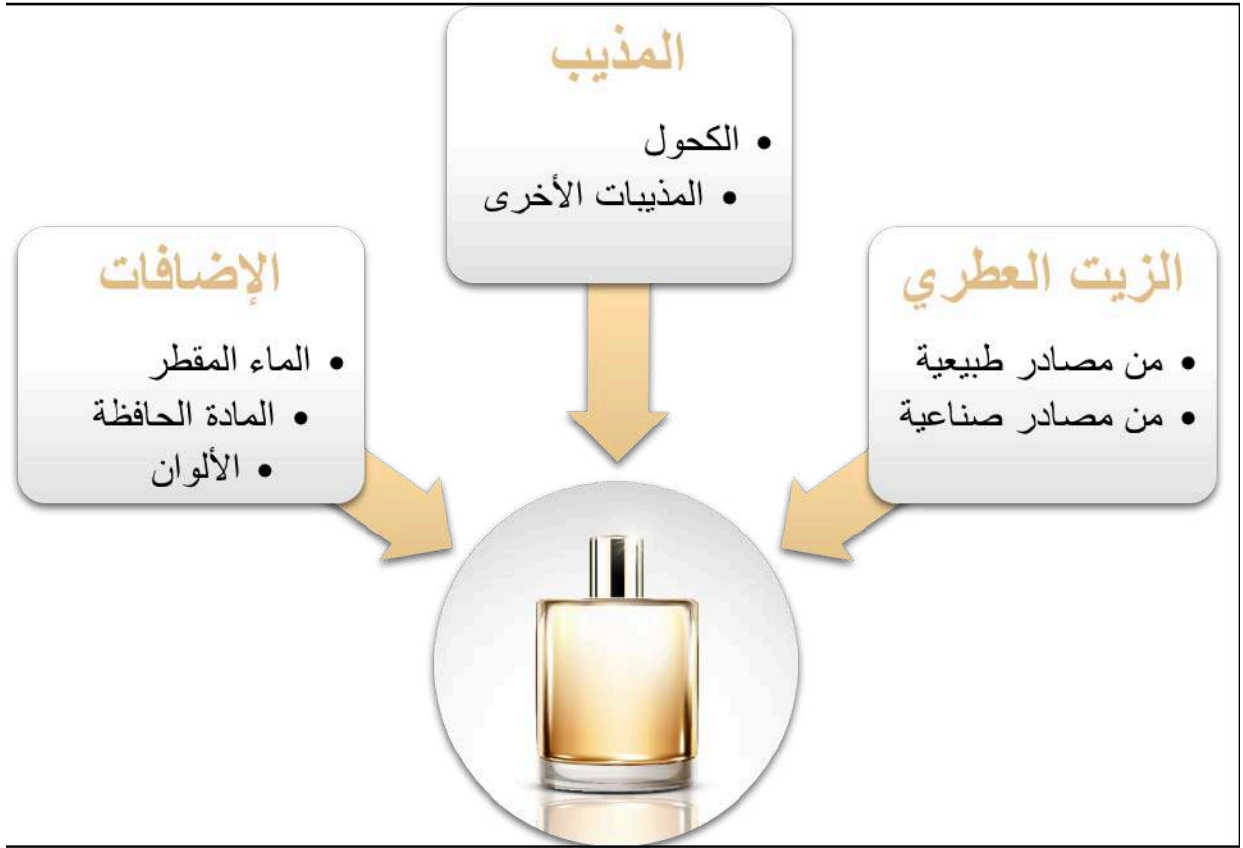 المذيب
• الكحول
• المذيبات الأخرى
الزيت العطري
• من مصادر طبيعية
• من مصادر صناعية
الإضافات
• الماء المقطر
• المادة الحافظة
• الألوان